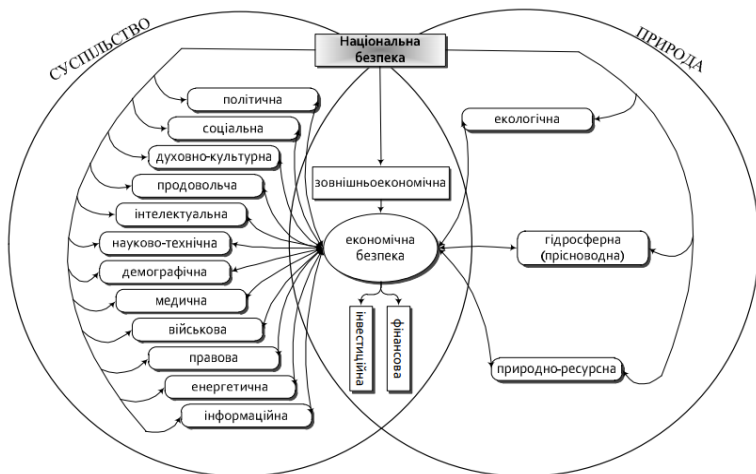 СУСПІЛЬСТВО
ПРИРОДА
Національна
безпека
політична
соціальна
духовно-культурна
продовольча
інтелектуальна
науково-технічна
демографічна
медична
військова
правова
енергетична
інформаційна
зовнішньоекономічна
економічна
безпека
інвестиційна
фінансова
екологічна
гідросферна
(прісноводна)
природно-ресурсна